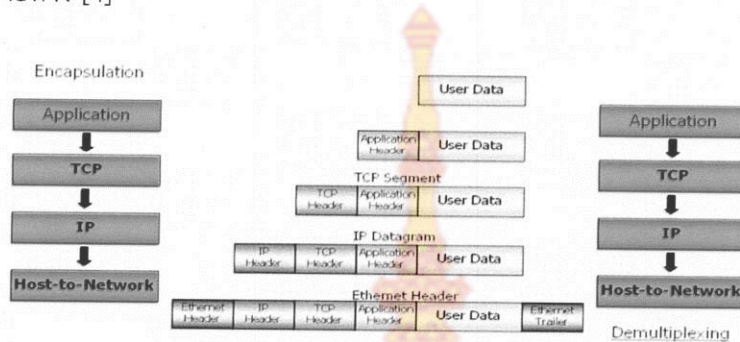 [4]
Encapsulation
Application
TCP
IP
Host-to-Network
User Data
Application Header User Data
TCP Segment
TCP Header Application Header User Data
IP Datagram
IP Header TCP Header Application Header User Data
Ethernet Header
Ethernet Header IP Header TCP Header Application Header User Data Ethernet Trailer
Application
TCP
IP
Host-to-Network
Demultiplexing